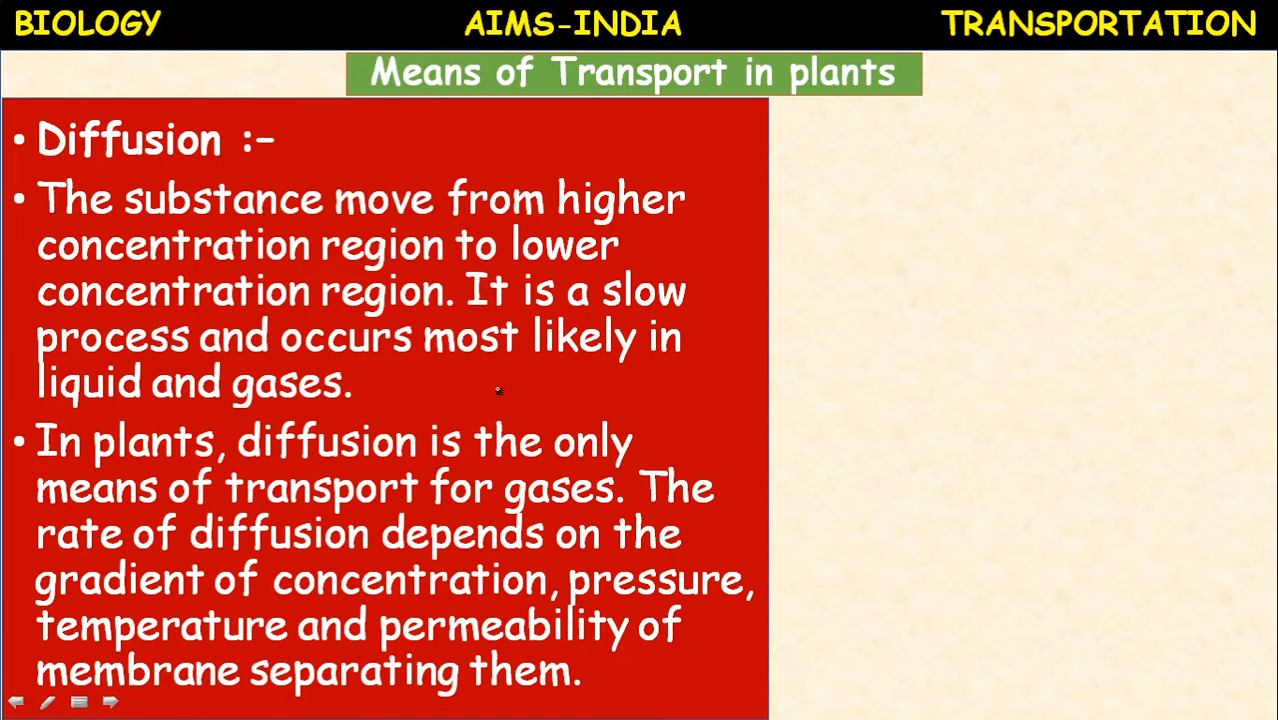 BIOLOGY AIMS-INDIA TRANSPORTATION
Means of Transport in plants
• Diffusion :-
• The substance move from higher
concentration region to lower
concentration region. It is a slow
process and occurs most likely in
liquid and gases.
• In plants, diffusion is the only
means of transport for gases. The
rate of diffusion depends on the
gradient of concentration, pressure,
temperature and permeability of
membrane separating them.